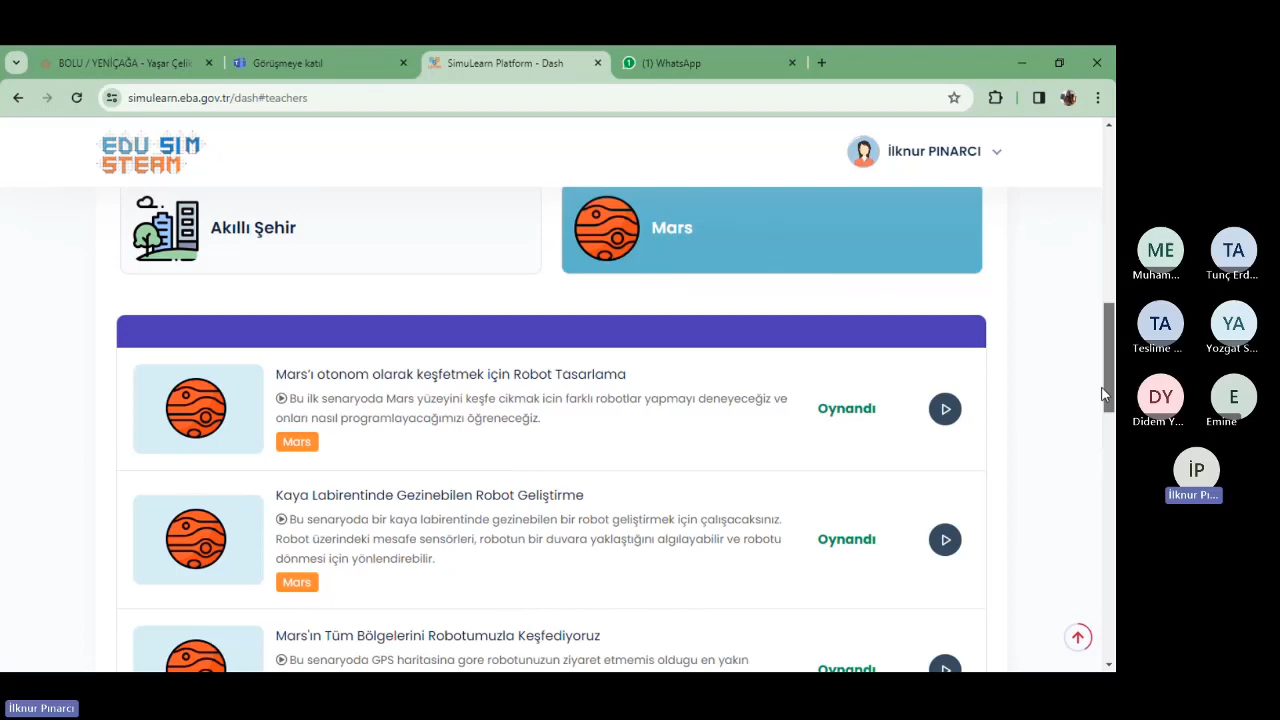 BOLU / YENİÇAĞA - Yaşar Çelik
Görüşmeye katıl
SimuLearn Platform - Dash
(1) WhatsApp
simulearn.eba.gov.tr/dash#teachers
EDU SIM
STEAM
İlknur PINARCI
Akıllı Şehir
Mars
Mars'ı otonom olarak keşfetmek için Robot Tasarlama
Bu ilk senaryoda Mars yüzeyini keşfe cikmak icin farklı robotlar yapmayı deneyeceğiz ve
onları nasıl programlayacağımızı öğreneceğiz.
Mars
Oynandı
Kaya Labirentinde Gezinebilen Robot Geliştirme
Bu senaryoda bir kaya labirentinde gezinebilen bir robot geliştirmek için çalışacaksınız.
Robot üzerindeki mesafe sensörleri, robotun bir duvara yaklaştığını algılayabilir ve robotu
dönmesi için yönlendirebilir.
Mars
Oynandı
Mars'ın Tüm Bölgelerini Robotumuzla Keşfediyoruz
Bu senaryoda GPS haritasina gore robotunuzun ziyaret etmemis oldugu en yakın
Oynandı
ME
Muham...
TA
Tunç Erd...
TA
Teslime ...
YA
Yozgat S...
DY
Didem Y...
E
Emine
İP
İlknur Pı...
İlknur Pınarcı